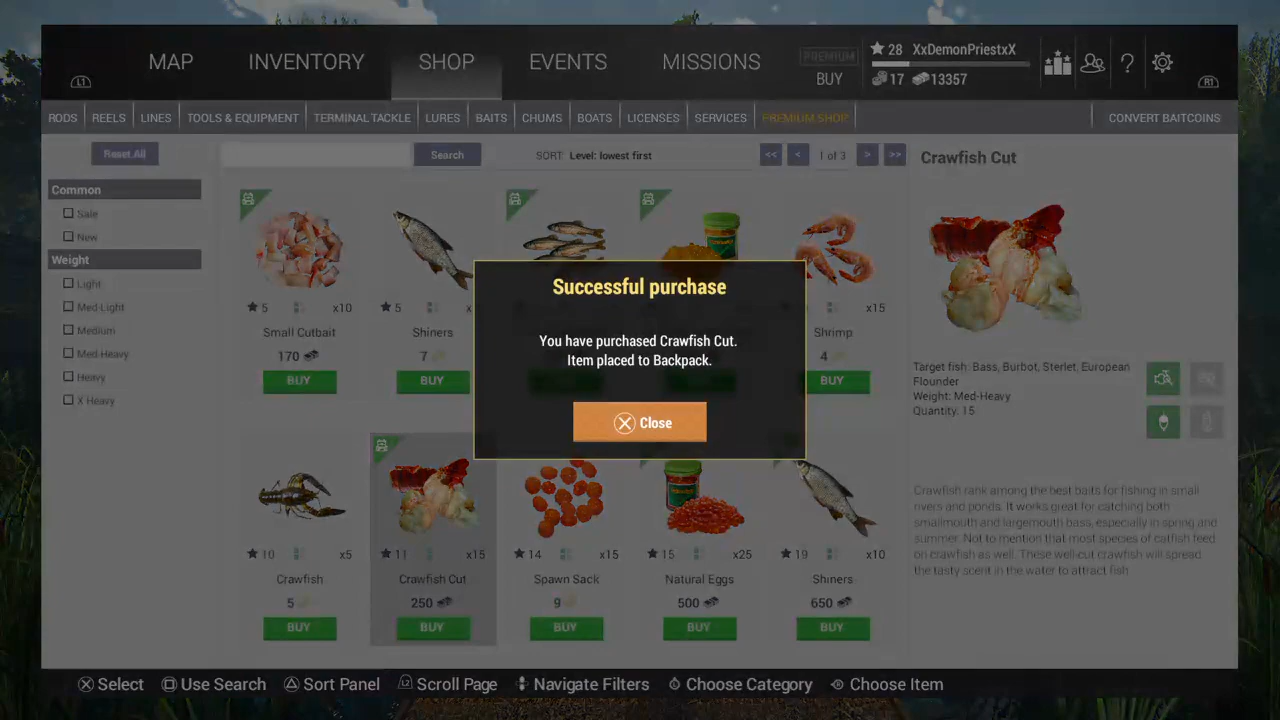 MAP
INVENTORY
SHOP
EVENTS
MISSIONS
PREMIUM
BUY
28 XxDemonPriestxX
17 13357
L1
R1
RODS
REELS
LINES
TOOLS & EQUIPMENT
TERMINAL TACKLE
LURES
BAITS
CHUMS
BOATS
LICENSES
SERVICES
PREMIUM SHOP
CONVERT BAITCOINS
Reset All
Search
SORT Level: lowest first
<< < 1 of 3 > >>
Common
Sale
New
Weight
Light
Med-Light
Medium
Med Heavy
Heavy
X Heavy
5 x10
Small Cutbait
170
BUY
5 x
Shiners
7
BUY
x15
Shrimp
4
BUY
Successful purchase
You have purchased Crawfish Cut.
Item placed to Backpack.
Close
10 x5
Crawfish
5
BUY
11 x15
Crawfish Cut
250
BUY
14 x15
Spawn Sack
9
BUY
15 x25
Natural Eggs
500
BUY
19 x10
Shiners
650
BUY
Crawfish Cut
Target fish: Bass, Burbot, Sterlet, European
Flounder
Weight: Med-Heavy
Quantity: 15
Crawfish rank among the best baits for fishing in small
rivers and ponds. It works great for catching both
smallmouth and largemouth bass, especially in spring and
summer. Not to mention that most species of catfish feed
on crawfish as well. These well-cut crawfish will spread
the tasty scent in the water to attract fish.
Select
Use Search
Sort Panel
L2 Scroll Page
Navigate Filters
Choose Category
Choose Item